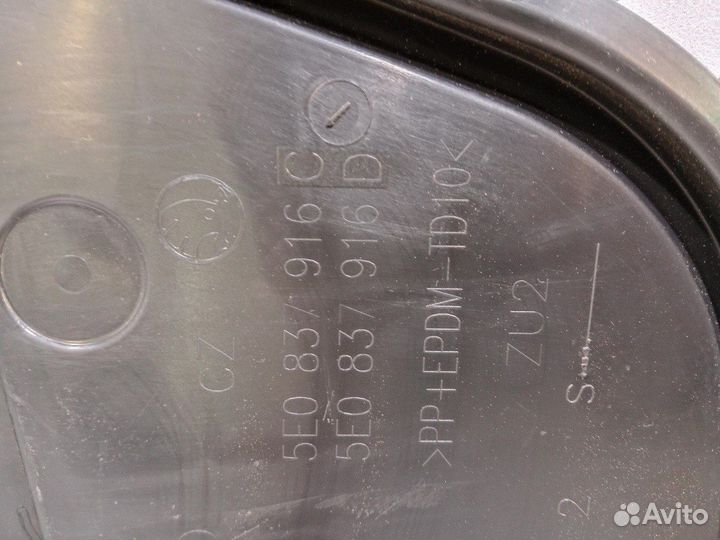 CZ
5E0 837 916 C
5E0 837 916 D
>PP+EPDM-TD10<
ZU2
2 S
Avito